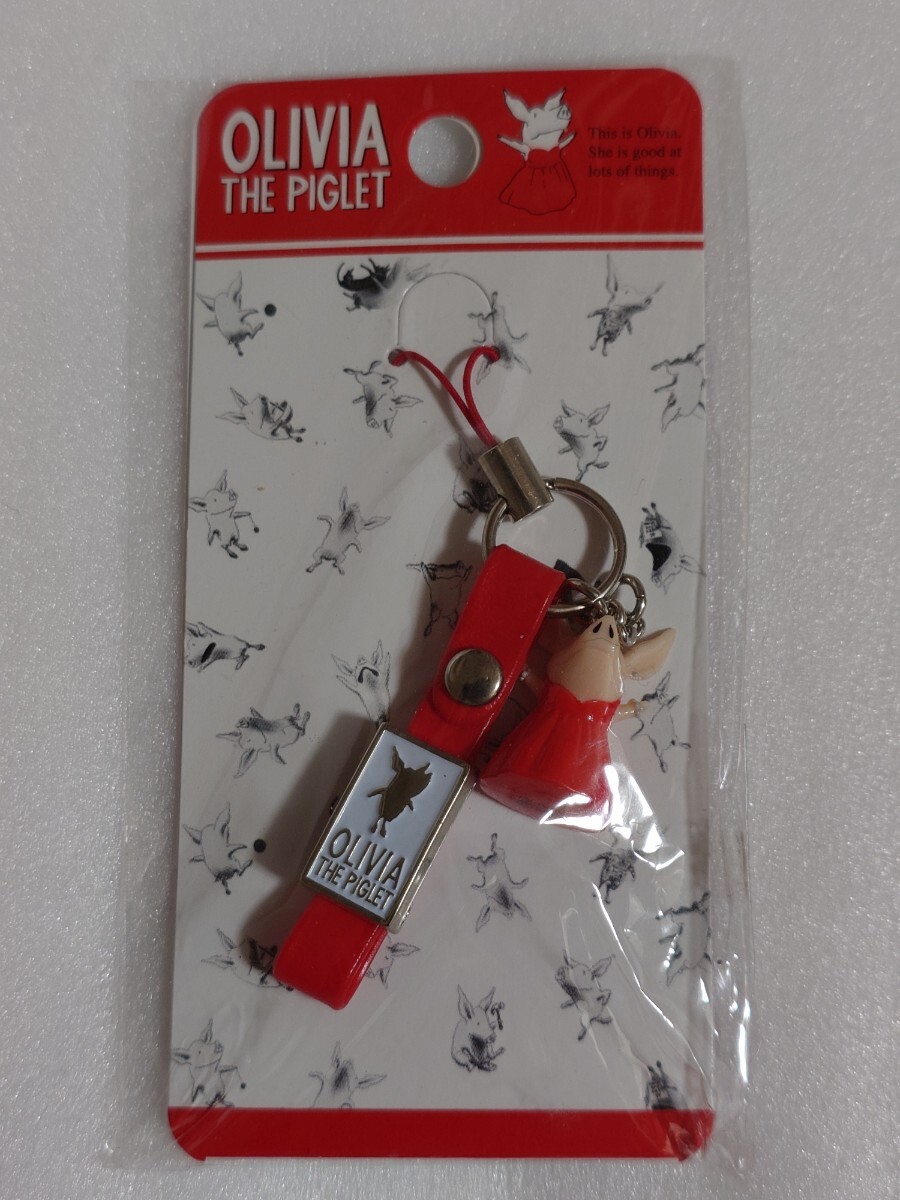 OLIVIA
THE PIGLET
This is Olivia.
She is good at
lots of things.
OLIVIA
THE PIGLET